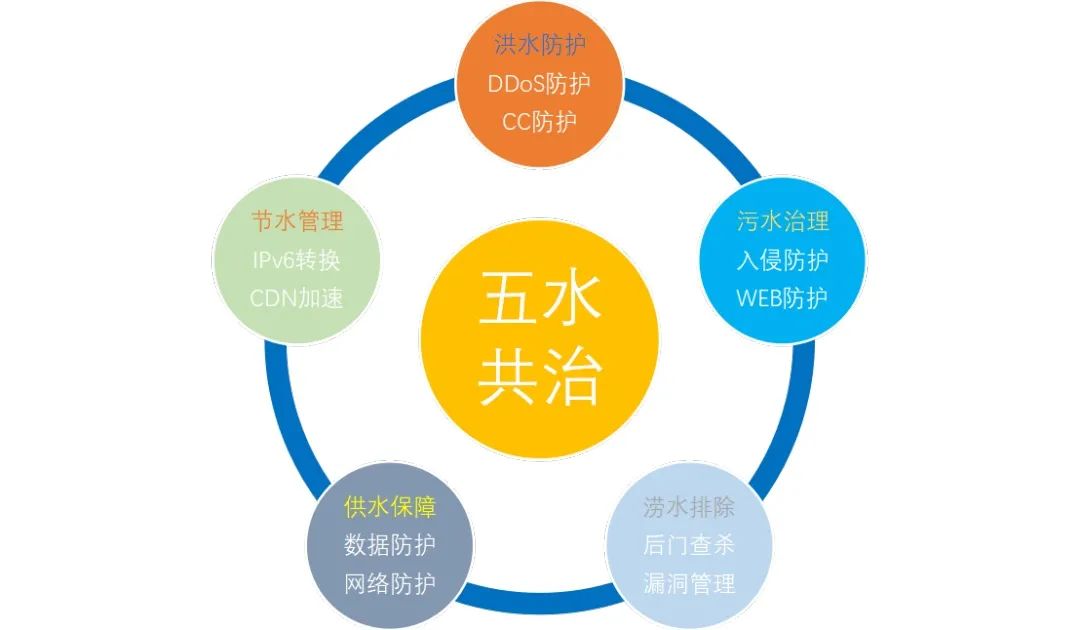 洪水防护
DDoS防护
CC防护
节水管理
IPv6转换
CDN加速
污水治理
入侵防护
WEB防护
五水
共治
供水保障
数据防护
网络防护
涝水排除
后门查杀
漏洞管理